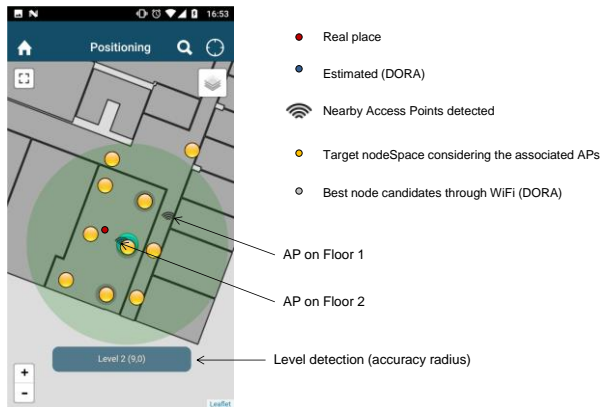 16:53
Positioning
Real place
Estimated (DORA)
Nearby Access Points detected
Target nodeSpace considering the associated APs
Best node candidates through WiFi (DORA)
AP on Floor 1
AP on Floor 2
Level 2 (9,0)
Level detection (accuracy radius)
+
-
Leaflet